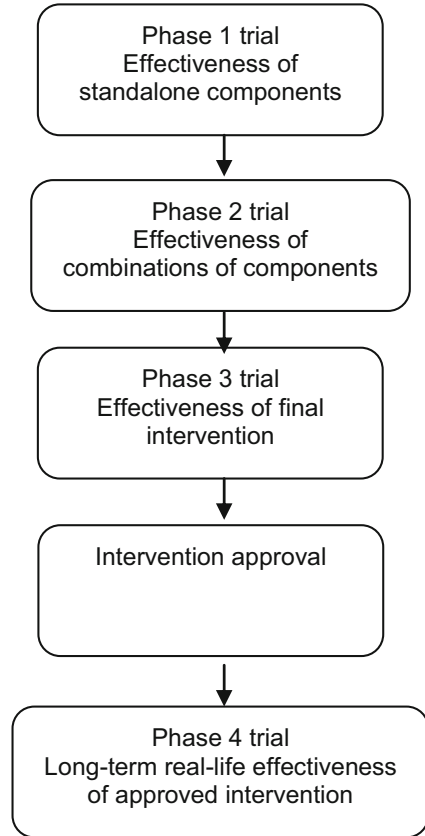 Phase 1 trial
Effectiveness of
standalone components
Phase 2 trial
Effectiveness of
combinations of components
Phase 3 trial
Effectiveness of final
intervention
Intervention approval
Phase 4 trial
Long-term real-life effectiveness
of approved intervention